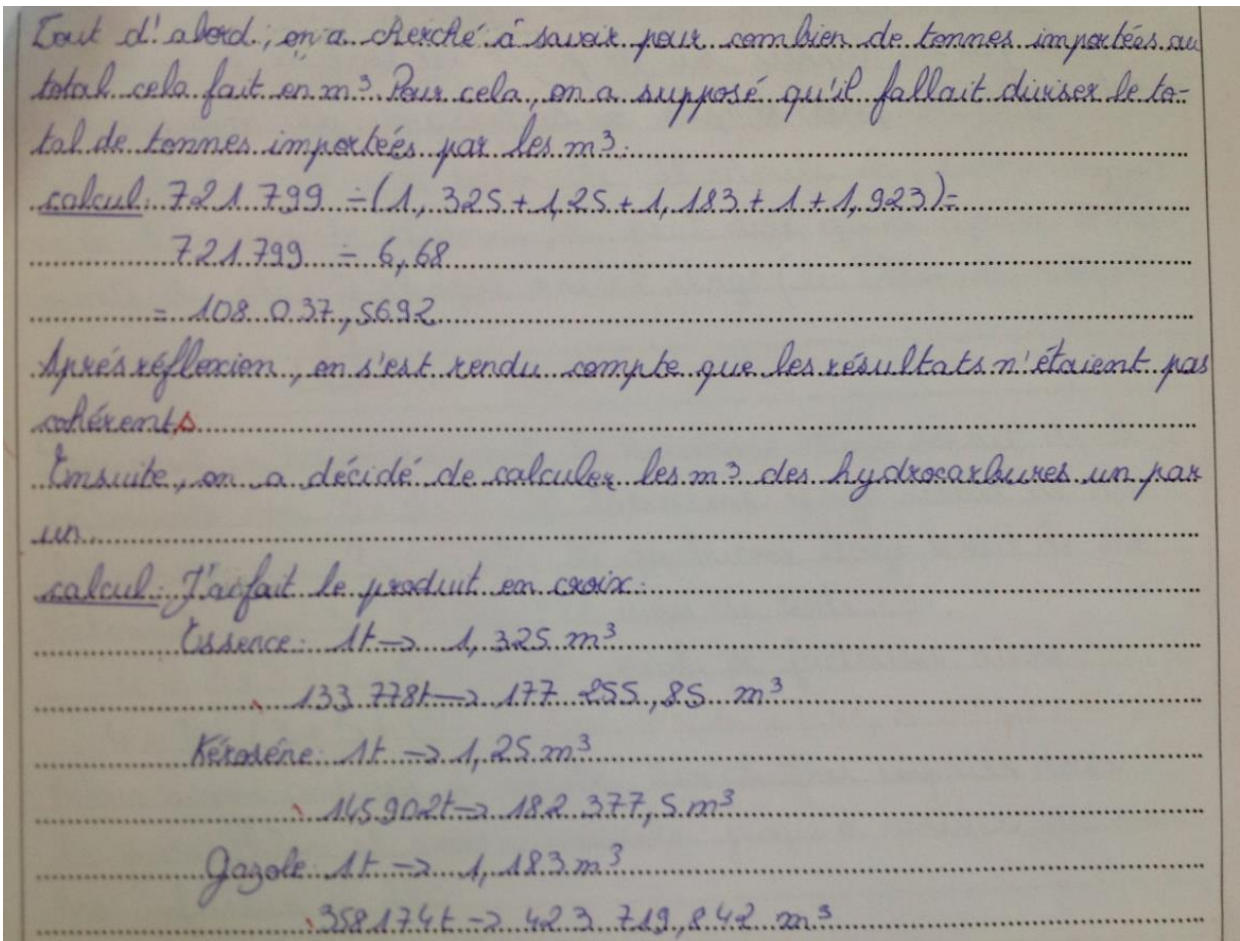 Tout d'abord, on a cherché à savoir pour combien de tonnes importées au
total cela fait en m³. Pour cela, on a supposé qu'il fallait diviser le to-
tal de tonnes importées par les m³.
calcul: 721 799 ÷ (1,325 + 1,25 + 1,183 + 1 + 1,923) =
721 799 ÷ 6,68
= 108 037,5692
Après réflexion, on s'est rendu compte que les résultats n'étaient pas
cohérents
Ensuite, on a décidé de calculer les m³ des hydrocarbures un par
un.
calcul: J'ai fait le produit en croix.
Essence: 1t → 1,325 m³
133 778t → 177 255,85 m³
Kéroséne: 1t → 1,25 m³
145 902t → 182 377,5 m³
Gazole: 1t → 1,183 m³
358 174t → 423 719,842 m³